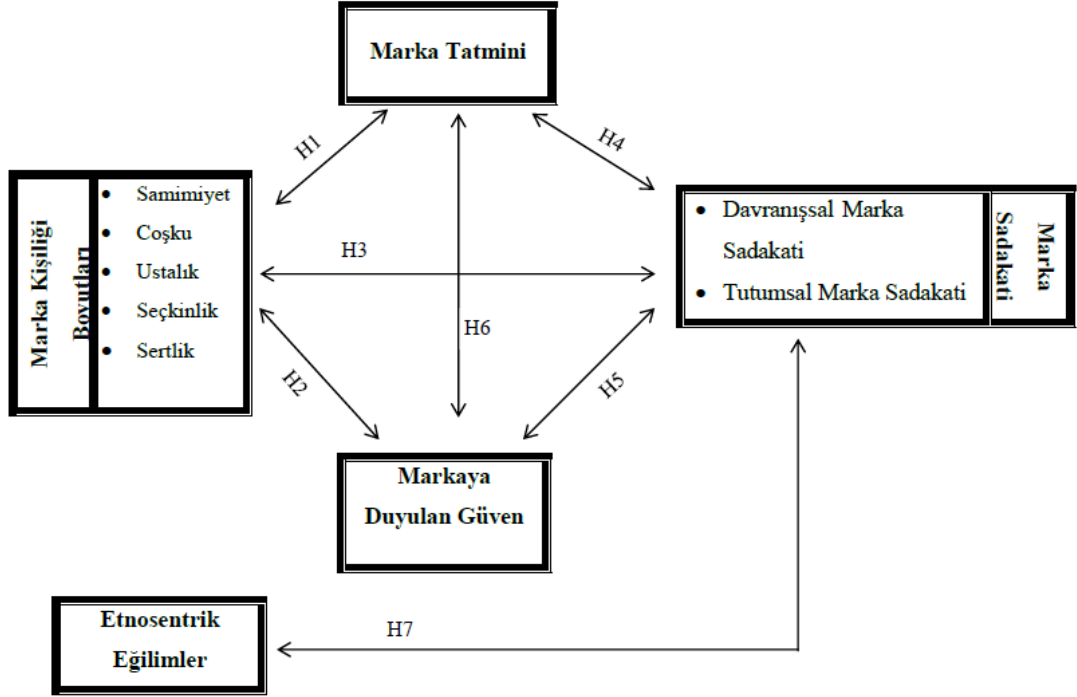 Marka Tatmini
H1
H4
Marka Kişiliği
Boyutları
• Samimiyet
• Coşku
• Ustalık
• Seçkinlik
• Sertlik
H3
• Davranışsal Marka
Sadakati
• Tutumsal Marka Sadakati
Marka
Sadakati
H6
H2
H5
Markaya
Duyulan Güven
Etnosentrik
Eğilimler
H7